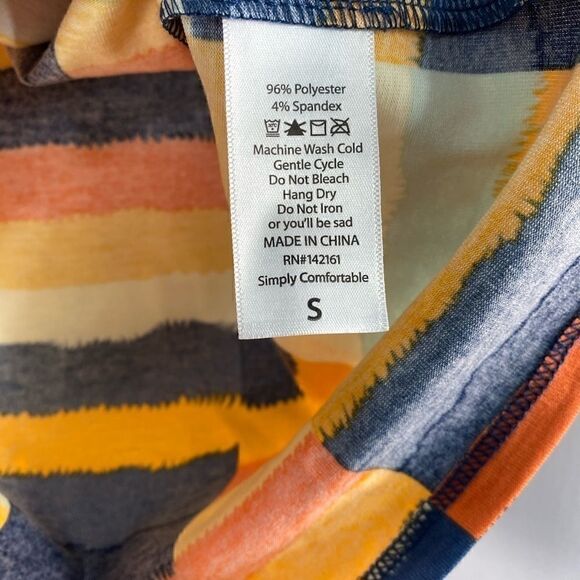 96% Polyester
4% Spandex
Machine Wash Cold
Gentle Cycle
Do Not Bleach
Hang Dry
Do Not Iron
or you'll be sad
MADE IN CHINA
RN#142161
Simply Comfortable
S